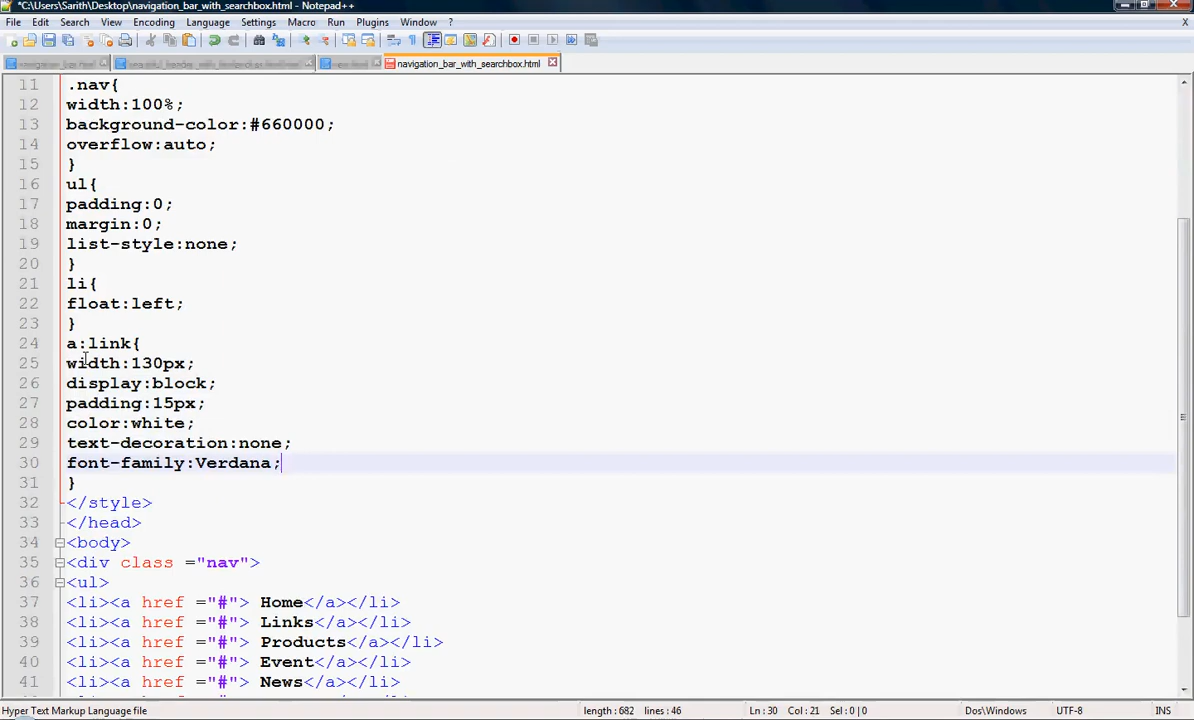 *C:\Users\Sarith\Desktop\navigation_bar_with_searchbox.html - Notepad++
File Edit Search View Encoding Language Settings Macro Run Plugins Window ? X
navigation_bar_with_searchbox.html
11 .nav{
12 width:100%;
13 background-color:#660000;
14 overflow:auto;
15 }
16 ul{
17 padding:0;
18 margin:0;
19 list-style:none;
20 }
21 li{
22 float:left;
23 }
24 a:link{
25 width:130px;
26 display:block;
27 padding:15px;
28 color:white;
29 text-decoration:none;
30 font-family:Verdana;
31 }
32 </style>
33 </head>
34 <body>
35 <div class ="nav">
36 <ul>
37 <li><a href ="#"> Home</a></li>
38 <li><a href ="#"> Links</a></li>
39 <li><a href ="#"> Products</a></li>
40 <li><a href ="#"> Event</a></li>
41 <li><a href ="#"> News</a></li>
Hyper Text Markup Language file length : 682 lines : 46 Ln : 30 Col : 21 Sel : 0 | 0 Dos\Windows UTF-8 INS